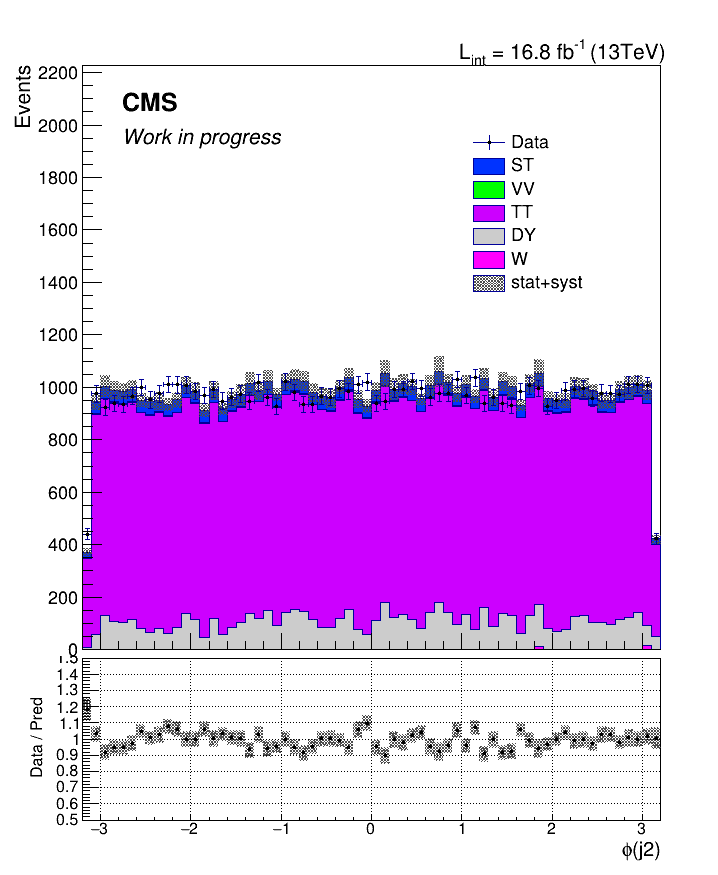 L_int = 16.8 fb^-1 (13TeV)
Events
2200
2000
1800
1600
1400
1200
1000
800
600
400
200
0
CMS
Work in progress
Data
ST
VV
TT
DY
W
stat+syst
Data / Pred
1.5
1.4
1.3
1.2
1.1
1
0.9
0.8
0.7
0.6
0.5
−3 −2 −1 0 1 2 3
ϕ(j2)